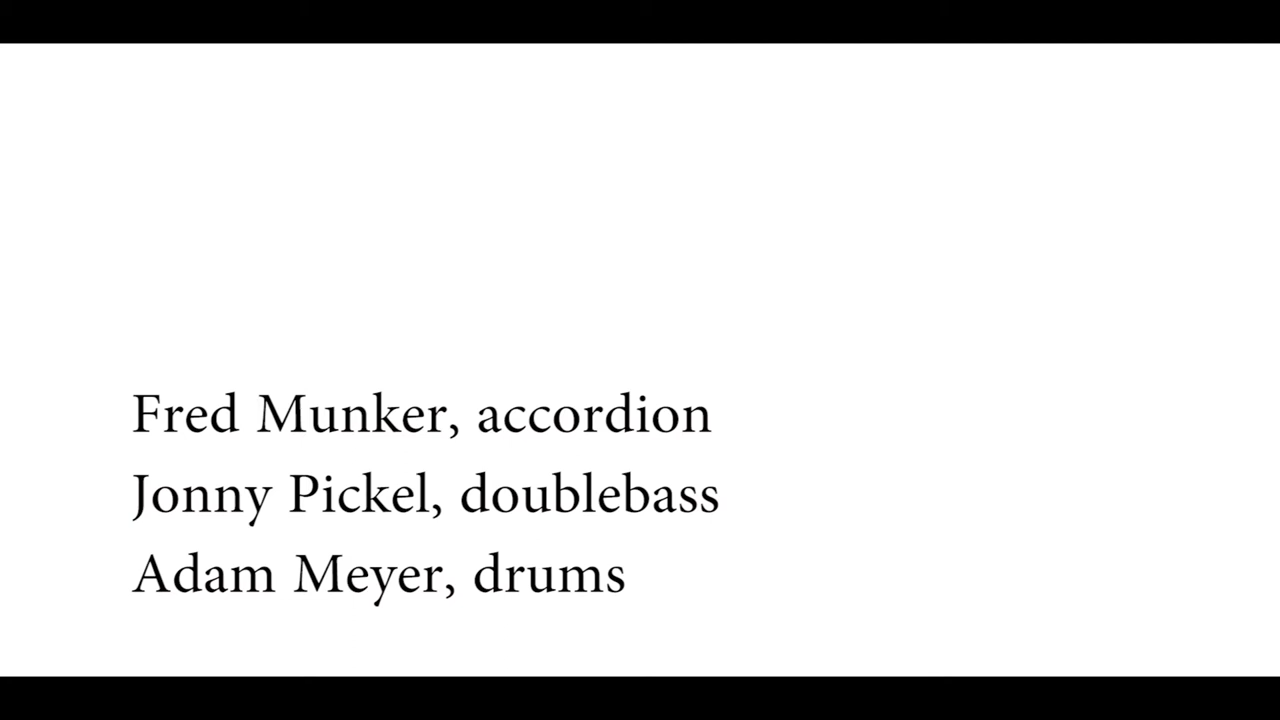 Fred Munker, accordion
Jonny Pickel, doublebass
Adam Meyer, drums